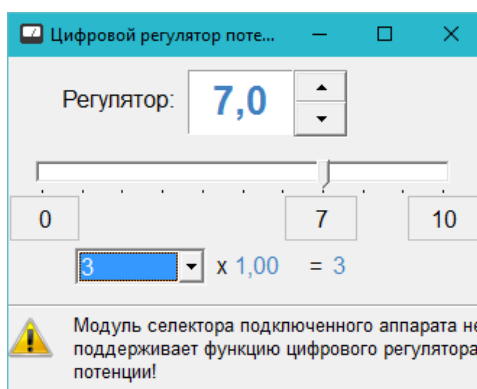 Цифровой регулятор поте...
Регулятор: 7,0
0 7 10
3 x 1,00 = 3
Модуль селектора подключенного аппарата не
поддерживает функцию цифрового регулятора
потенции!